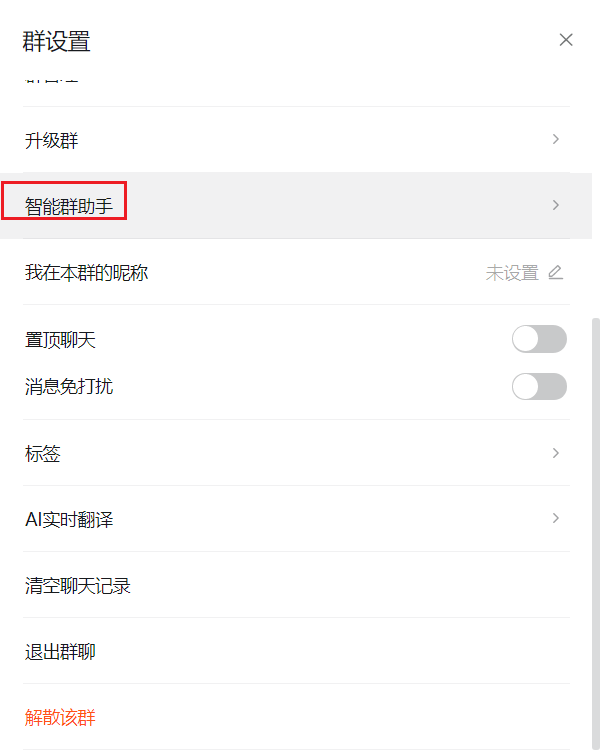 群设置
升级群
智能群助手
我在本群的昵称 未设置
置顶聊天
消息免打扰
标签
AI实时翻译
清空聊天记录
退出群聊
解散该群